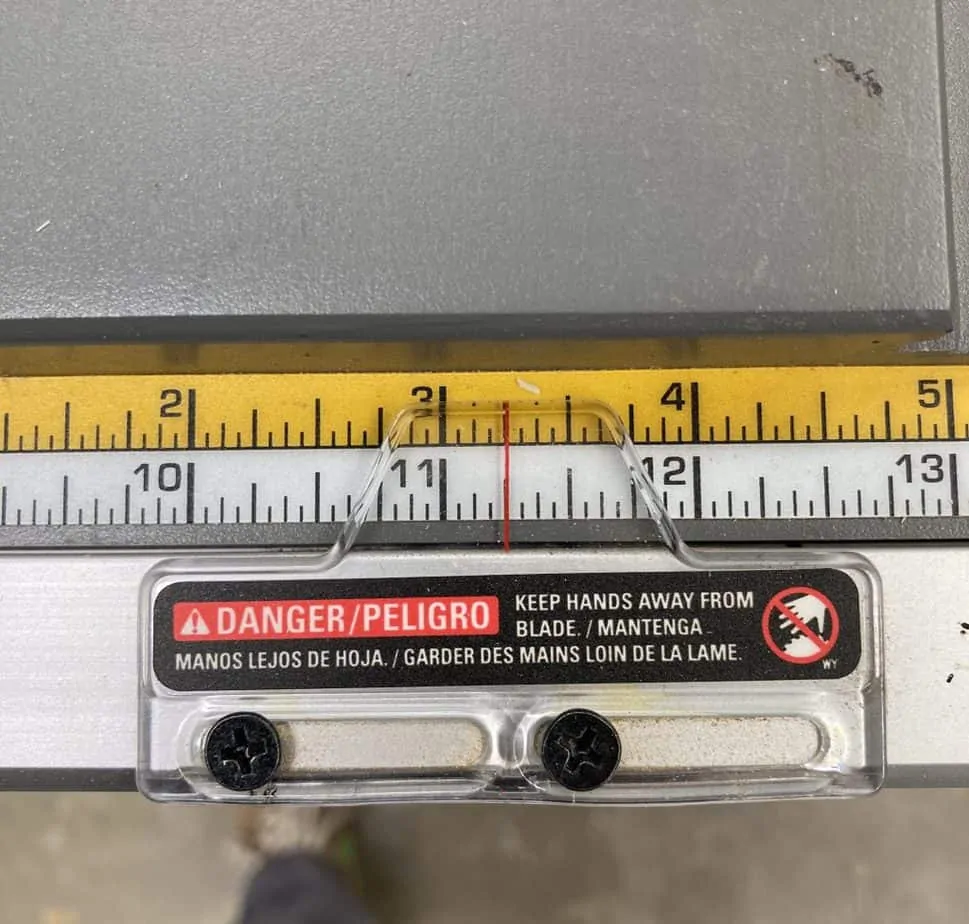 2 3 4 5
10 11 12 13
DANGER/PELIGRO KEEP HANDS AWAY FROM
BLADE. / MANTENGA
MANOS LEJOS DE HOJA. / GARDER DES MAINS LOIN DE LA LAME.
WY